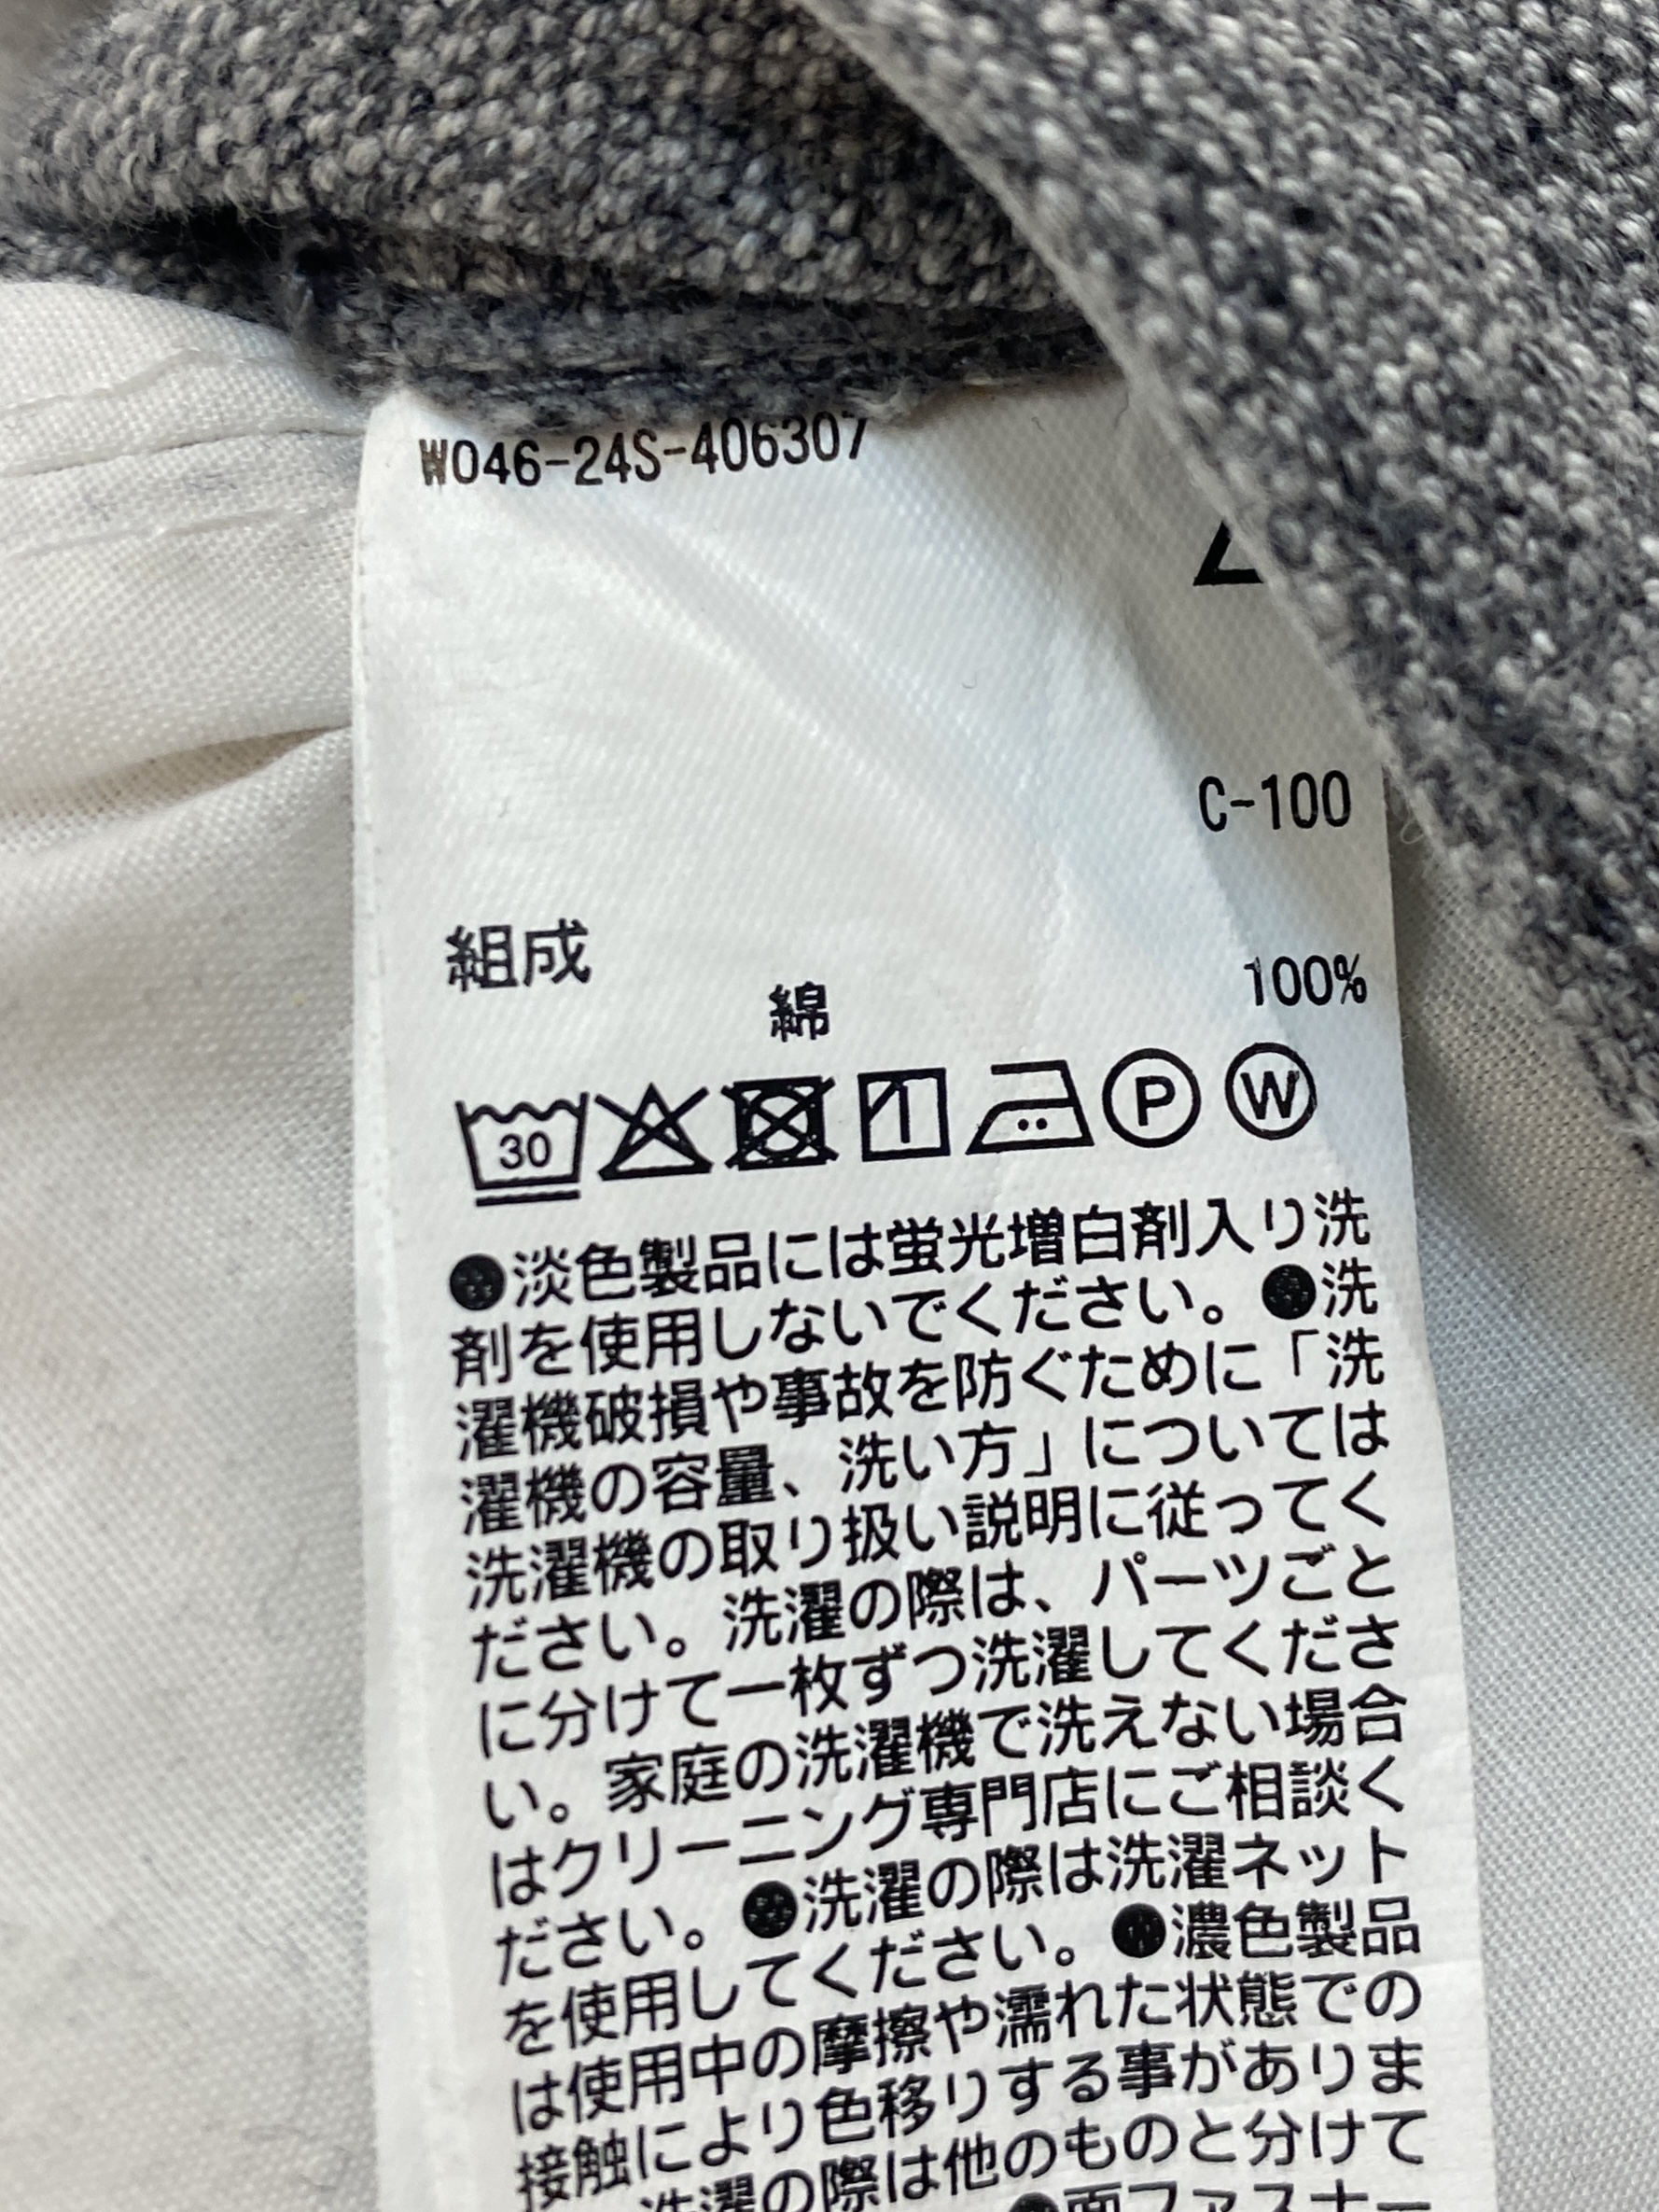 W046-24S-406307
C-100
組成
綿 100%
30 P W
●淡色製品には蛍光増白剤入り洗
剤を使用しないでください。●洗
濯機破損や事故を防ぐために「洗
濯機の容量、洗い方」については
洗濯機の取り扱い説明に従ってく
ださい。洗濯の際は、パーツごと
に分けて一枚ずつ洗濯してくださ
い。家庭の洗濯機で洗えない場合
はクリーニング専門店にご相談く
ださい。●洗濯の際は洗濯ネット
を使用してください。●濃色製品
は使用中の摩擦や濡れた状態での
接触により色移りする事がありま
洗濯の際は他のものと分けて
●面ファスナー